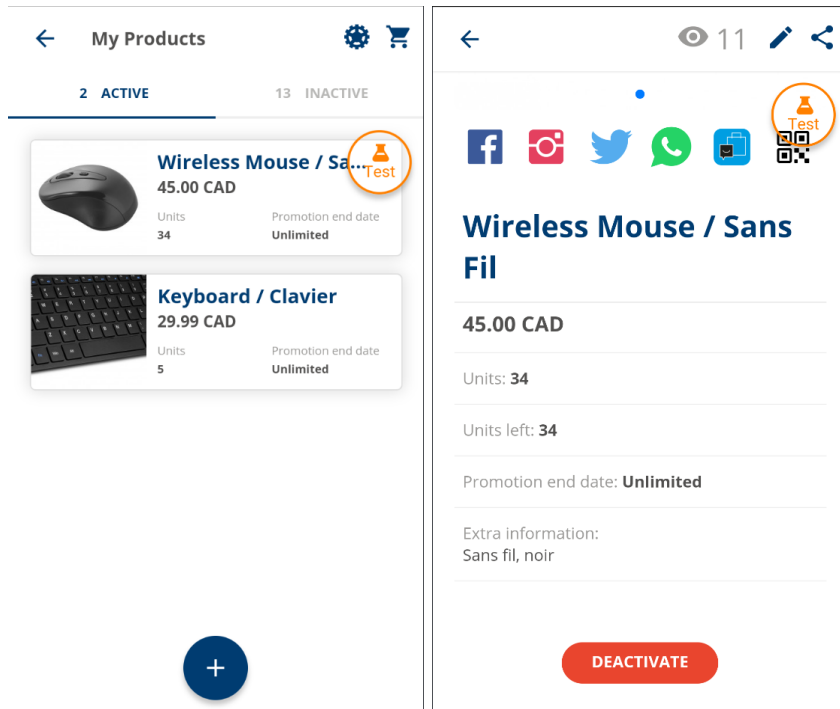 My Products
2 ACTIVE
13 INACTIVE
Wireless Mouse / Sa...
Test
45.00 CAD
Units
Promotion end date
34
Unlimited
Keyboard / Clavier
29.99 CAD
Units
Promotion end date
5
Unlimited
+
11
Test
Wireless Mouse / Sans
Fil
45.00 CAD
Units: 34
Units left: 34
Promotion end date: Unlimited
Extra information:
Sans fil, noir
DEACTIVATE